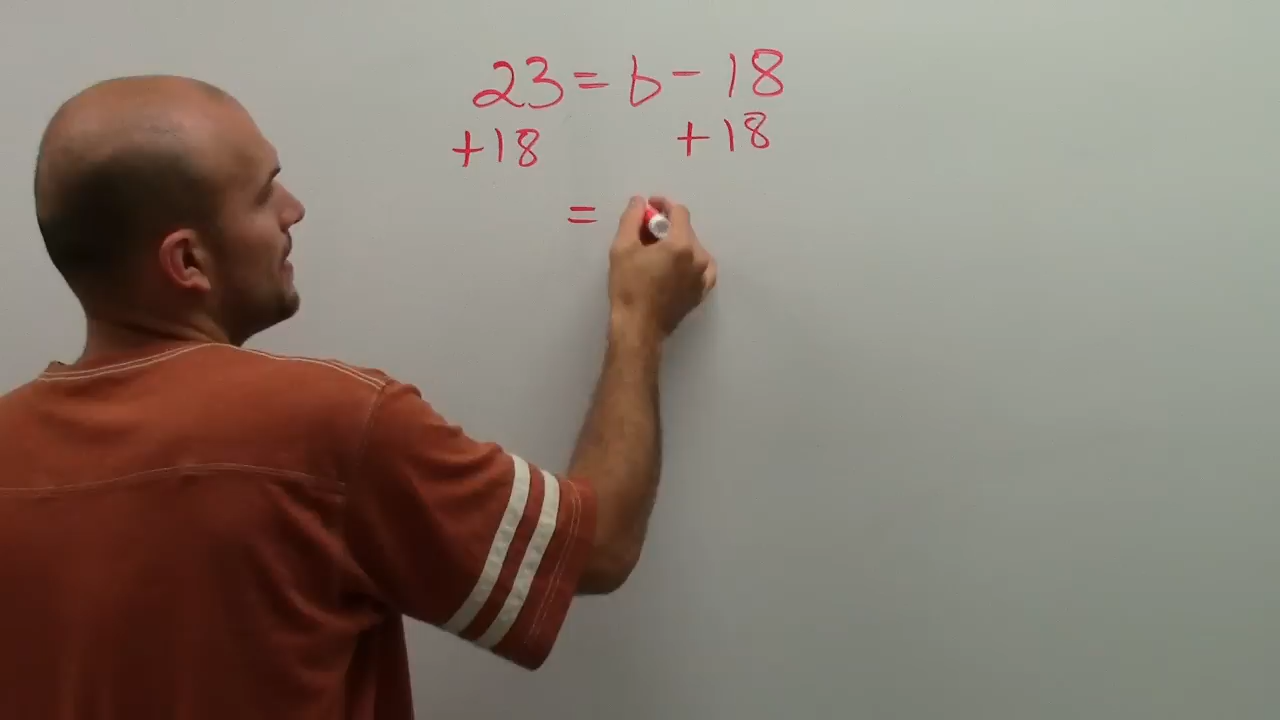 23 = b - 18
+18 +18
=